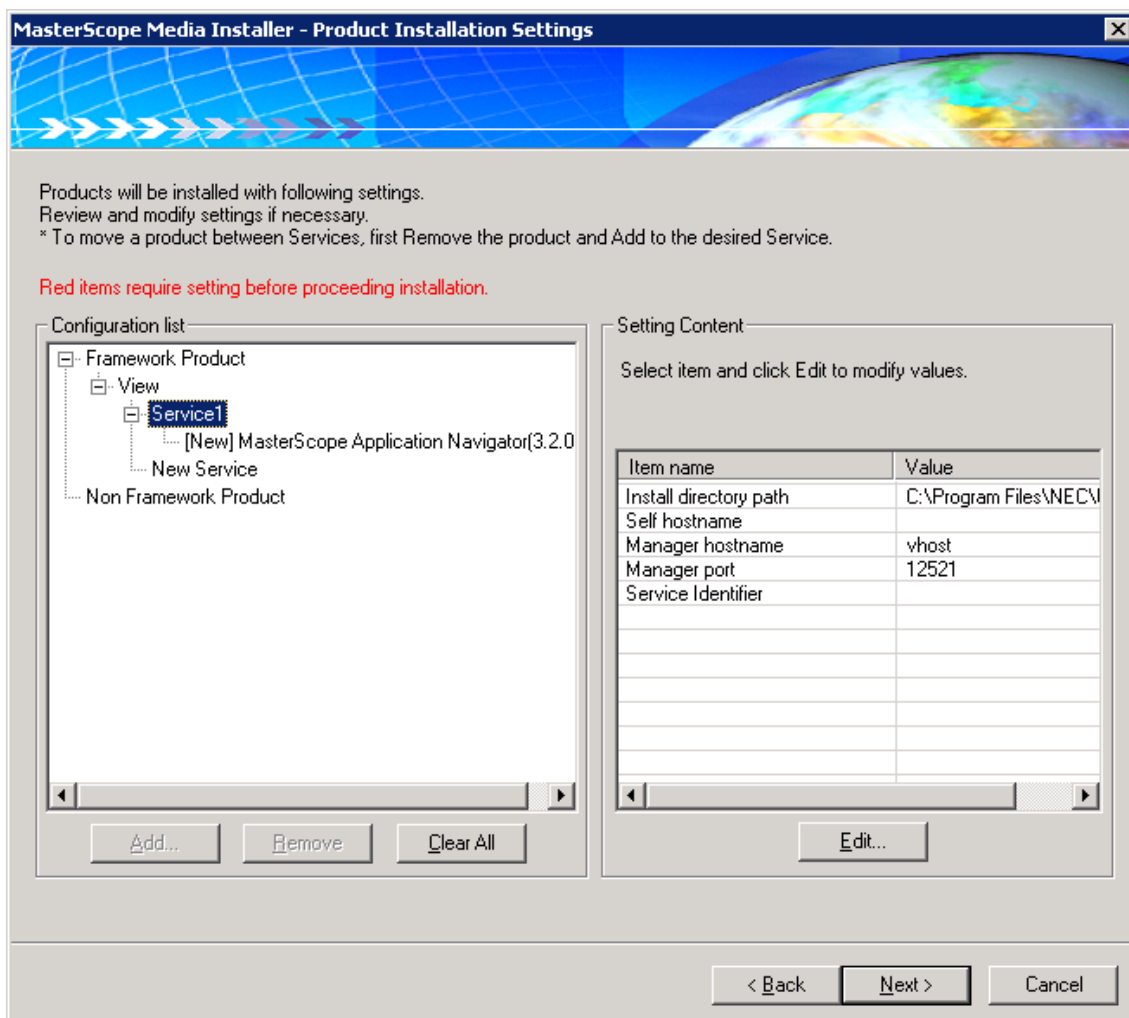 MasterScope Media Installer - Product Installation Settings
Products will be installed with following settings.
Review and modify settings if necessary.
* To move a product between Services, first Remove the product and Add to the desired Service.
Red items require setting before proceeding installation.
Configuration list
Framework Product
View
Service1
[New] MasterScope Application Navigator(3.2.0
New Service
Non Framework Product
Add...
Remove
Clear All
Setting Content
Select item and click Edit to modify values.
Item name Value
Install directory path C:\Program Files\NEC\
Self hostname
Manager hostname vhost
Manager port 12521
Service Identifier
Edit...
< Back Next > Cancel